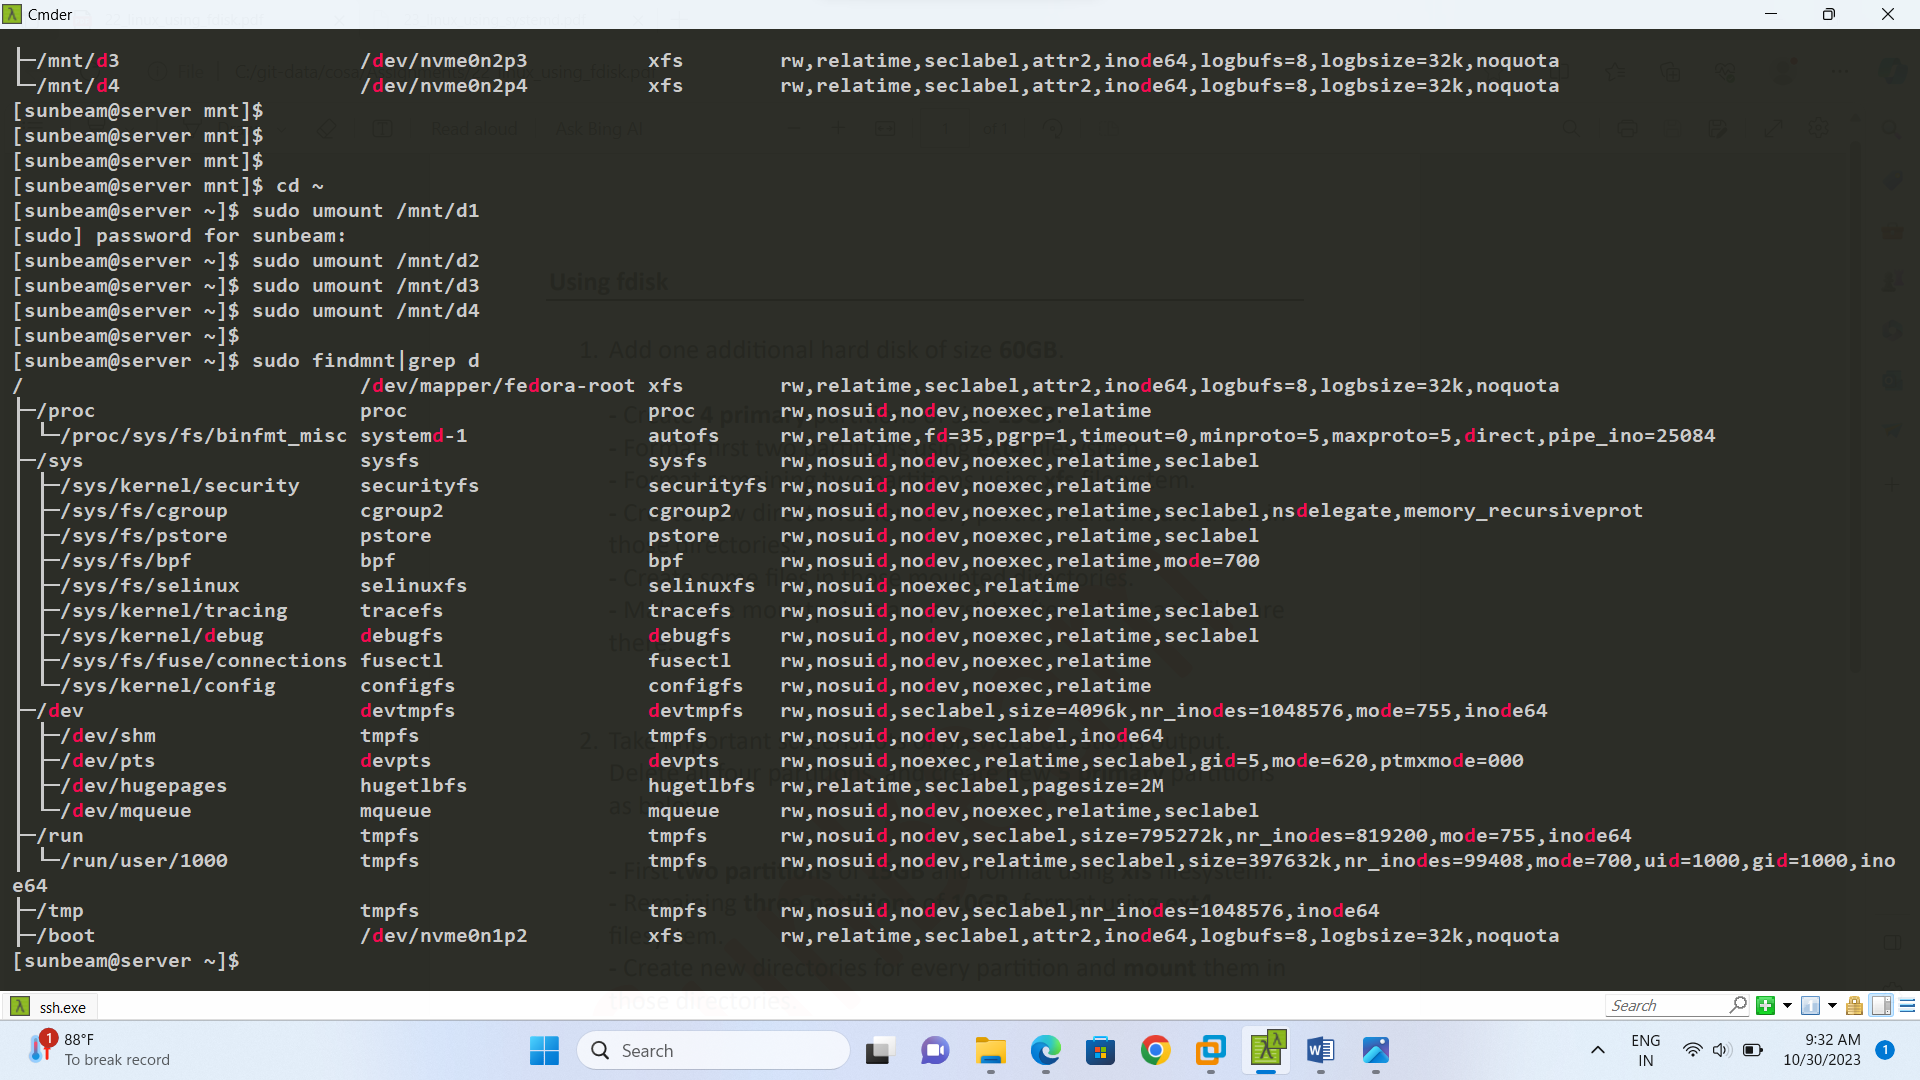 Cmder
├─/mnt/d3 /dev/nvme0n2p3 xfs rw,relatime,seclabel,attr2,inode64,logbufs=8,logbsize=32k,noquota
└─/mnt/d4 /dev/nvme0n2p4 xfs rw,relatime,seclabel,attr2,inode64,logbufs=8,logbsize=32k,noquota
[sunbeam@server mnt]$
[sunbeam@server mnt]$
[sunbeam@server mnt]$
[sunbeam@server mnt]$ cd ~
[sunbeam@server ~]$ sudo umount /mnt/d1
[sudo] password for sunbeam:
[sunbeam@server ~]$ sudo umount /mnt/d2
[sunbeam@server ~]$ sudo umount /mnt/d3
[sunbeam@server ~]$ sudo umount /mnt/d4
[sunbeam@server ~]$
[sunbeam@server ~]$ sudo findmnt|grep d
/ /dev/mapper/fedora-root xfs rw,relatime,seclabel,attr2,inode64,logbufs=8,logbsize=32k,noquota
├─/proc proc proc rw,nosuid,nodev,noexec,relatime
│ └─/proc/sys/fs/binfmt_misc systemd-1 autofs rw,relatime,fd=35,pgrp=1,timeout=0,minproto=5,maxproto=5,direct,pipe_ino=25084
├─/sys sysfs sysfs rw,nosuid,nodev,noexec,relatime,seclabel
│ ├─/sys/kernel/security securityfs securityfs rw,nosuid,nodev,noexec,relatime
│ ├─/sys/fs/cgroup cgroup2 cgroup2 rw,nosuid,nodev,noexec,relatime,seclabel,nsdelegate,memory_recursiveprot
│ ├─/sys/fs/pstore pstore pstore rw,nosuid,nodev,noexec,relatime,seclabel
│ ├─/sys/fs/bpf bpf bpf rw,nosuid,nodev,noexec,relatime,mode=700
│ ├─/sys/fs/selinux selinuxfs selinuxfs rw,nosuid,noexec,relatime
│ ├─/sys/kernel/tracing tracefs tracefs rw,nosuid,nodev,noexec,relatime,seclabel
│ ├─/sys/kernel/debug debugfs debugfs rw,nosuid,nodev,noexec,relatime,seclabel
│ ├─/sys/fs/fuse/connections fusectl fusectl rw,nosuid,nodev,noexec,relatime
│ └─/sys/kernel/config configfs configfs rw,nosuid,nodev,noexec,relatime
├─/dev devtmpfs devtmpfs rw,nosuid,seclabel,size=4096k,nr_inodes=1048576,mode=755,inode64
│ ├─/dev/shm tmpfs tmpfs rw,nosuid,nodev,seclabel,inode64
│ ├─/dev/pts devpts devpts rw,nosuid,noexec,relatime,seclabel,gid=5,mode=620,ptmxmode=000
│ ├─/dev/hugepages hugetlbfs hugetlbfs rw,relatime,seclabel,pagesize=2M
│ └─/dev/mqueue mqueue mqueue rw,nosuid,nodev,noexec,relatime,seclabel
├─/run tmpfs tmpfs rw,nosuid,nodev,seclabel,size=795272k,nr_inodes=819200,mode=755,inode64
│ └─/run/user/1000 tmpfs tmpfs rw,nosuid,nodev,relatime,seclabel,size=397632k,nr_inodes=99408,mode=700,uid=1000,gid=1000,ino
e64
├─/tmp tmpfs tmpfs rw,nosuid,nodev,seclabel,nr_inodes=1048576,inode64
├─/boot /dev/nvme0n1p2 xfs rw,relatime,seclabel,attr2,inode64,logbufs=8,logbsize=32k,noquota
[sunbeam@server ~]$
Using fdisk
1. Add one additional hard disk of size 60GB.
ssh.exe
Search
1
88°F
To break record
Search
ENG
IN
9:32 AM
10/30/2023
1